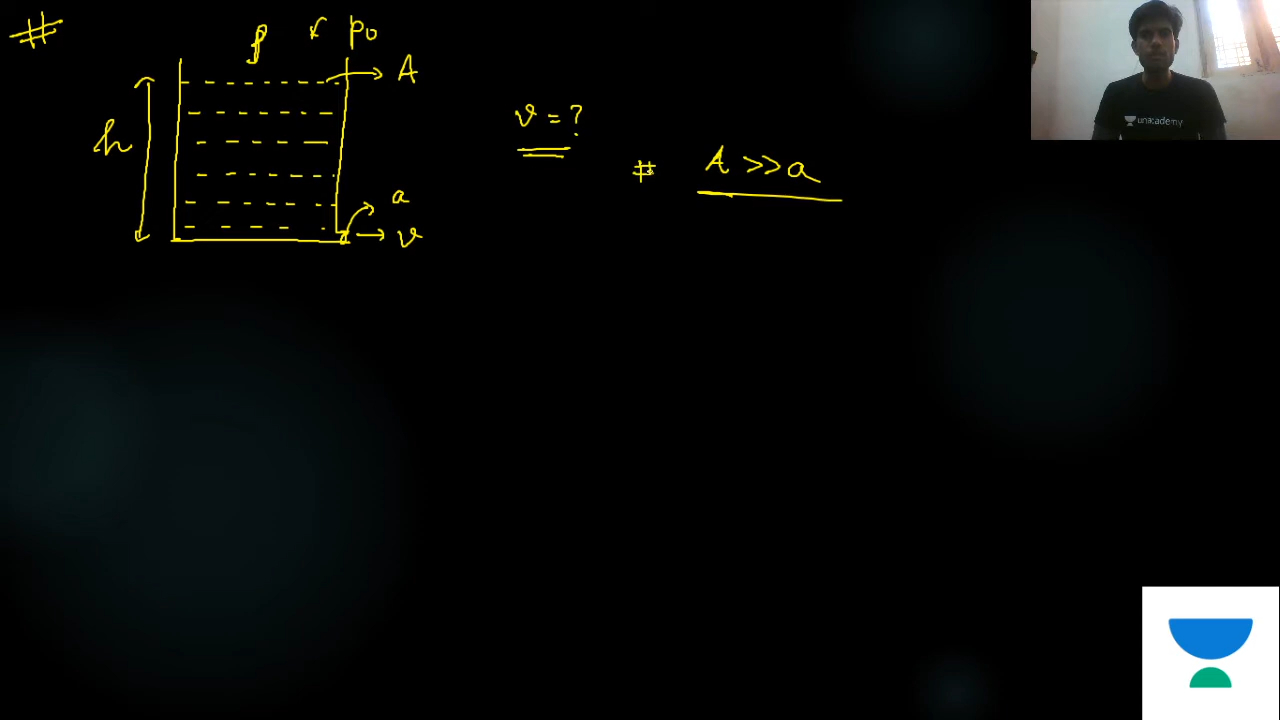 #
P
P₀
A
h
v = ?
# A >> a
a
v
unacademy